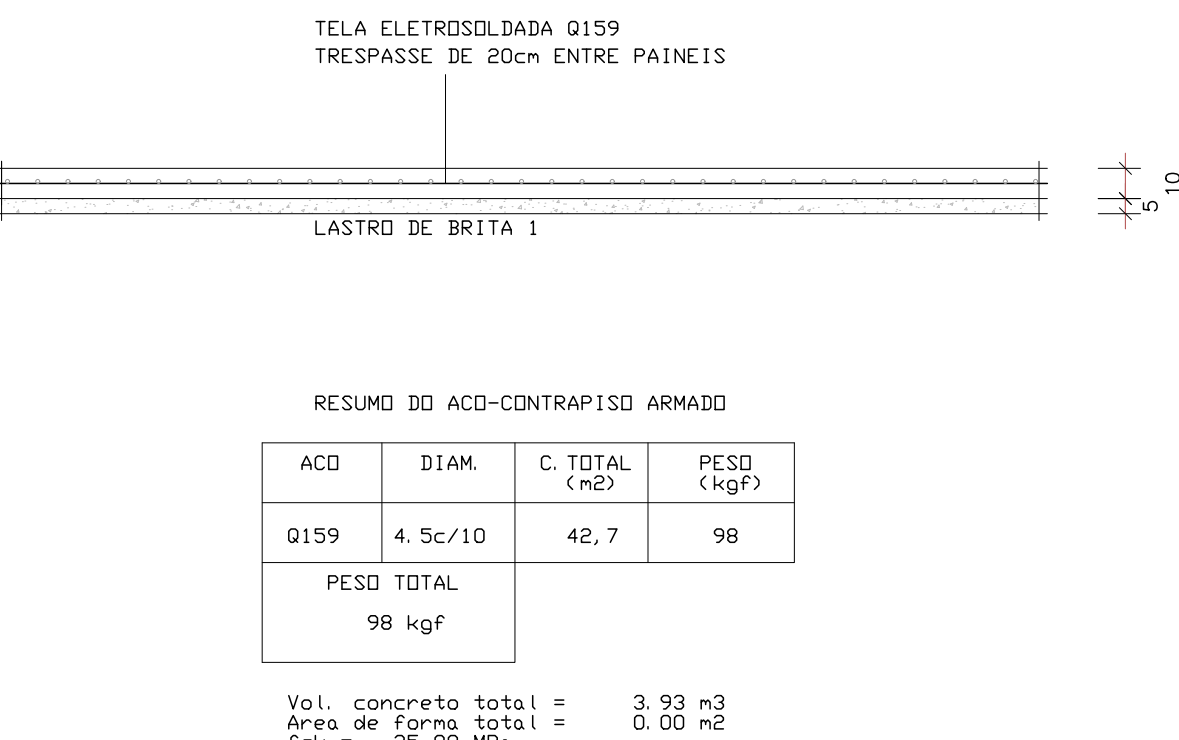 TELA ELETROSOLDADA Q159
TRESPASSE DE 20cm ENTRE PAINEIS
10
5
LASTRO DE BRITA 1
RESUMO DO ACO-CONTRAPISO ARMADO
ACO DIAM. C. TOTAL (m2) PESO (kgf)
Q159 4.5c/10 42,7 98
PESO TOTAL
98 kgf
Vol. concreto total = 3.93 m3
Area de forma total = 0.00 m2